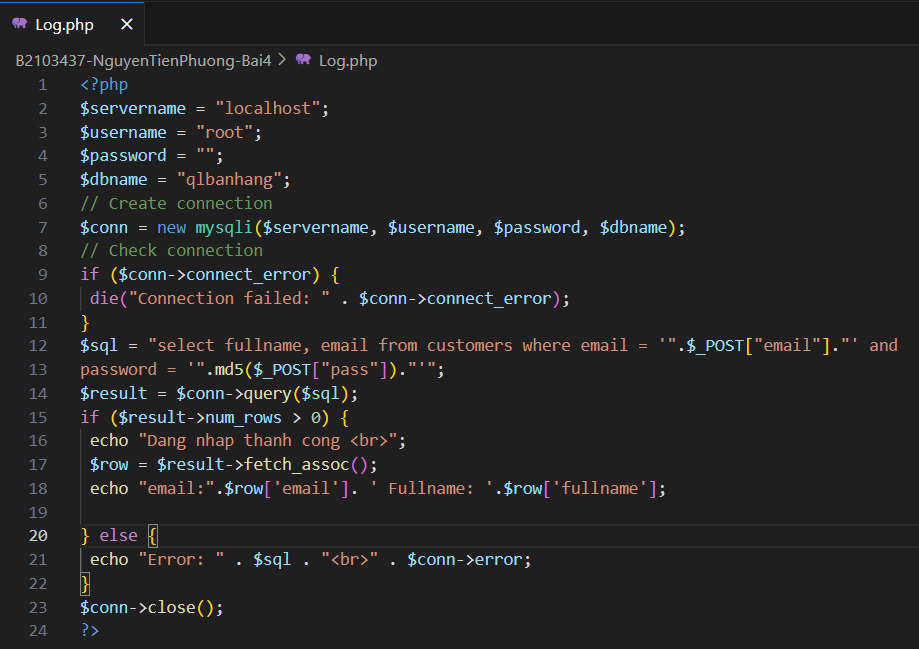 Log.php
B2103437-NguyenTienPhuong-Bai4 > Log.php
1 <?php
2 $servername = "localhost";
3 $username = "root";
4 $password = "";
5 $dbname = "qlbanhang";
6 // Create connection
7 $conn = new mysqli($servername, $username, $password, $dbname);
8 // Check connection
9 if ($conn->connect_error) {
10  die("Connection failed: " . $conn->connect_error);
11 }
12 $sql = "select fullname, email from customers where email = '".$_POST["email"]."' and
13 password = '".md5($_POST["pass"])."'";
14 $result = $conn->query($sql);
15 if ($result->num_rows > 0) {
16  echo "Dang nhap thanh cong <br>";
17  $row = $result->fetch_assoc();
18  echo "email:".$row['email']. ' Fullname: '.$row['fullname'];
19
20 } else {
21  echo "Error: " . $sql . "<br>" . $conn->error;
22 }
23 $conn->close();
24 ?>